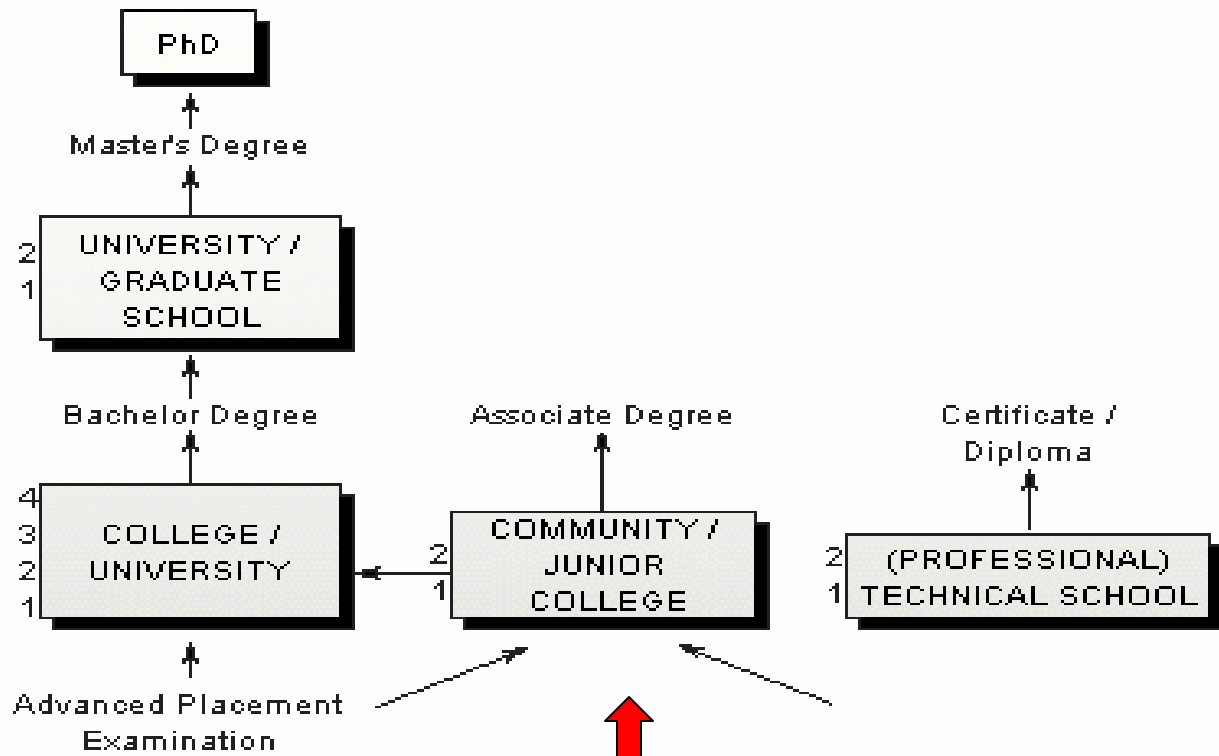 PhD
Master's Degree
2
1
UNIVERSITY /
GRADUATE
SCHOOL
Bachelor Degree
Associate Degree
Certificate /
Diploma
4
3
2
1
COLLEGE /
UNIVERSITY
2
1
COMMUNITY /
JUNIOR
COLLEGE
2
1
(PROFESSIONAL)
TECHNICAL SCHOOL
Advanced Placement
Examination